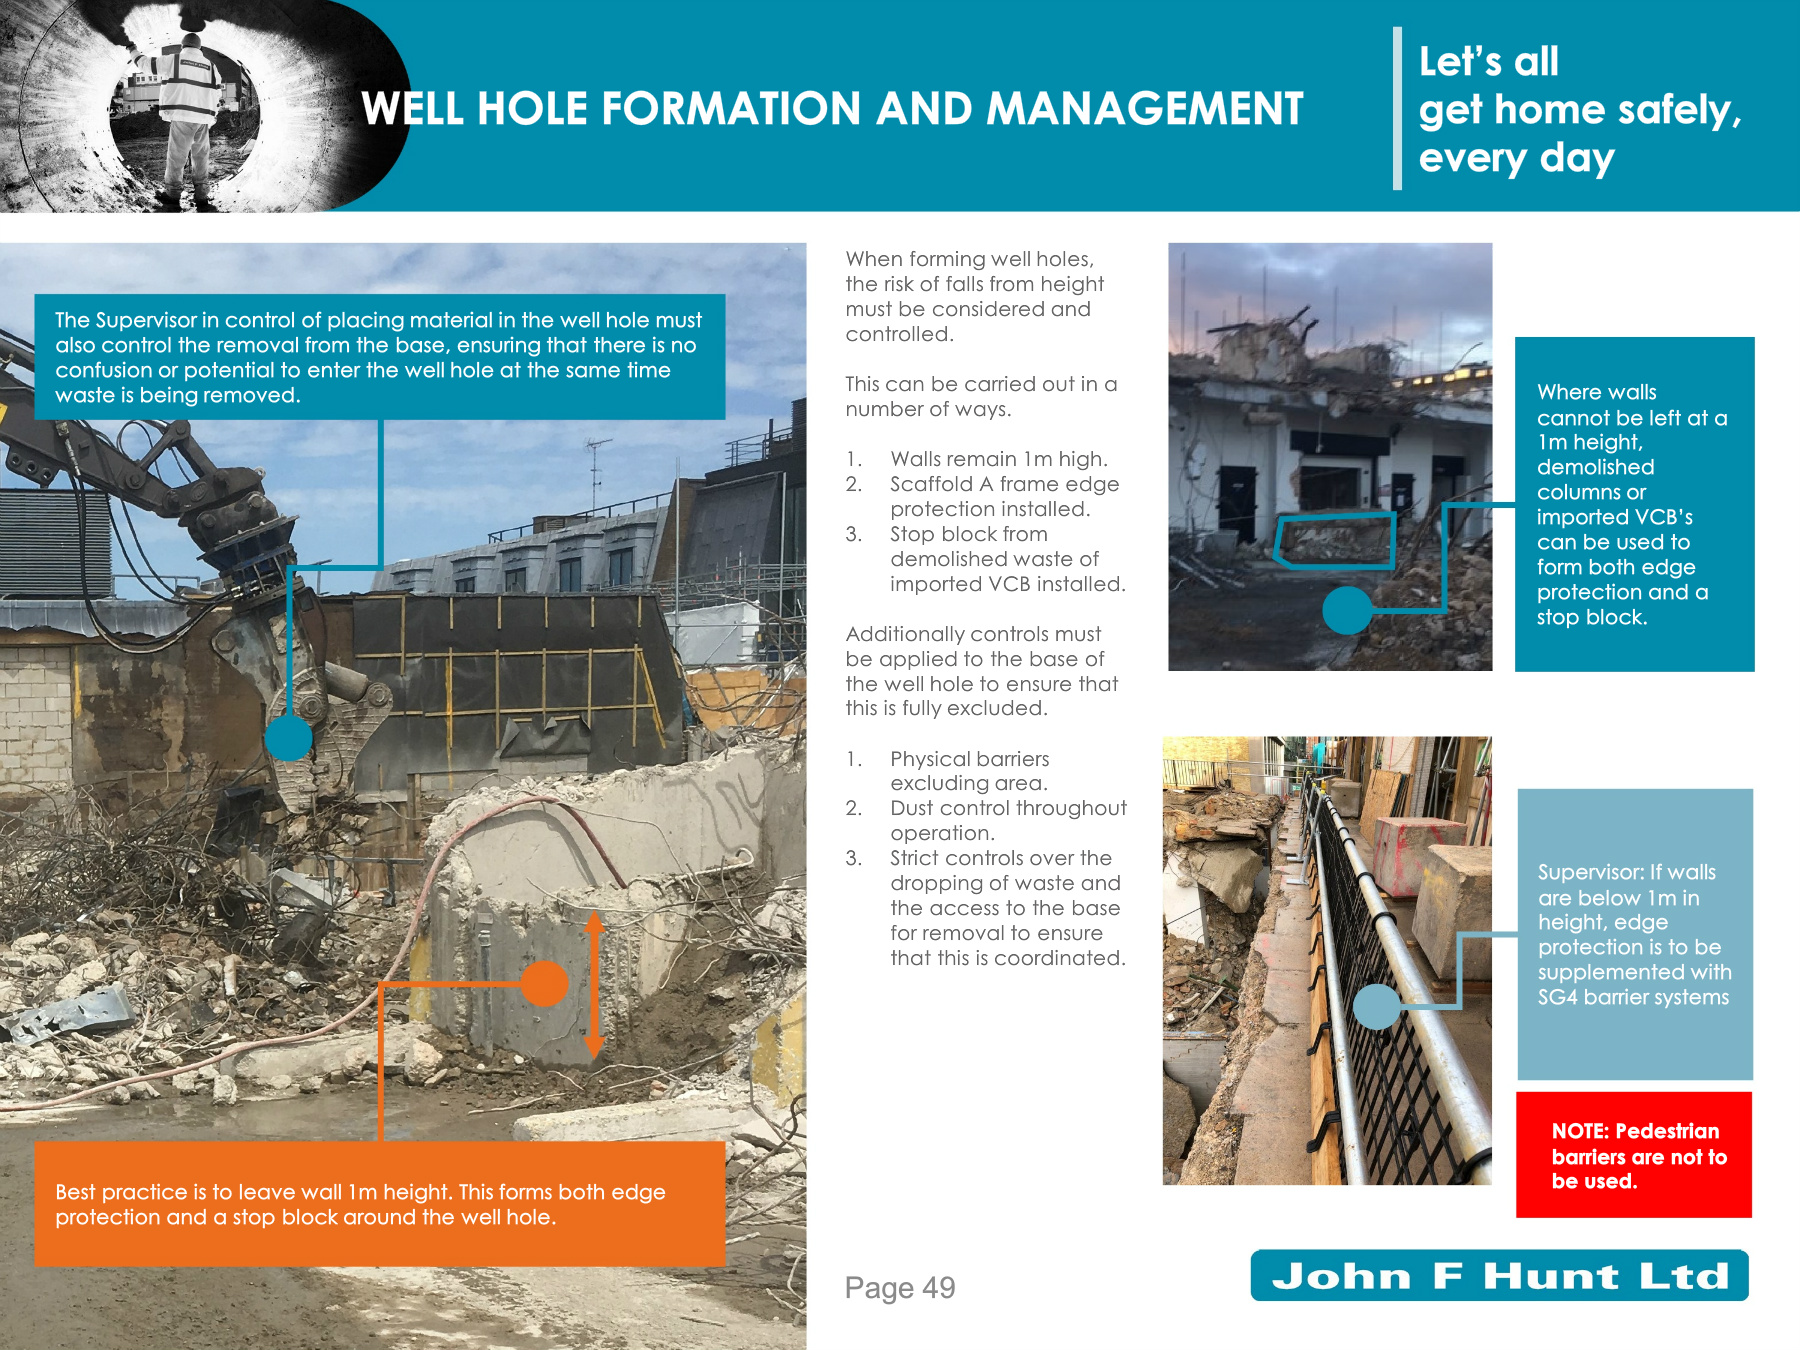 WELL HOLE FORMATION AND MANAGEMENT
Let's all
get home safely,
every day
The Supervisor in control of placing material in the well hole must
also control the removal from the base, ensuring that there is no
confusion or potential to enter the well hole at the same time
waste is being removed.
Best practice is to leave wall 1m height. This forms both edge
protection and a stop block around the well hole.
When forming well holes,
the risk of falls from height
must be considered and
controlled.
This can be carried out in a
number of ways.
1. Walls remain 1m high.
2. Scaffold A frame edge
protection installed.
3. Stop block from
demolished waste of
imported VCB installed.
Additionally controls must
be applied to the base of
the well hole to ensure that
this is fully excluded.
1. Physical barriers
excluding area.
2. Dust control throughout
operation.
3. Strict controls over the
dropping of waste and
the access to the base
for removal to ensure
that this is coordinated.
Where walls
cannot be left at a
1m height,
demolished
columns or
imported VCB's
can be used to
form both edge
protection and a
stop block.
Supervisor: If walls
are below 1m in
height, edge
protection is to be
supplemented with
SG4 barrier systems
NOTE: Pedestrian
barriers are not to
be used.
Page 49
John F Hunt Ltd